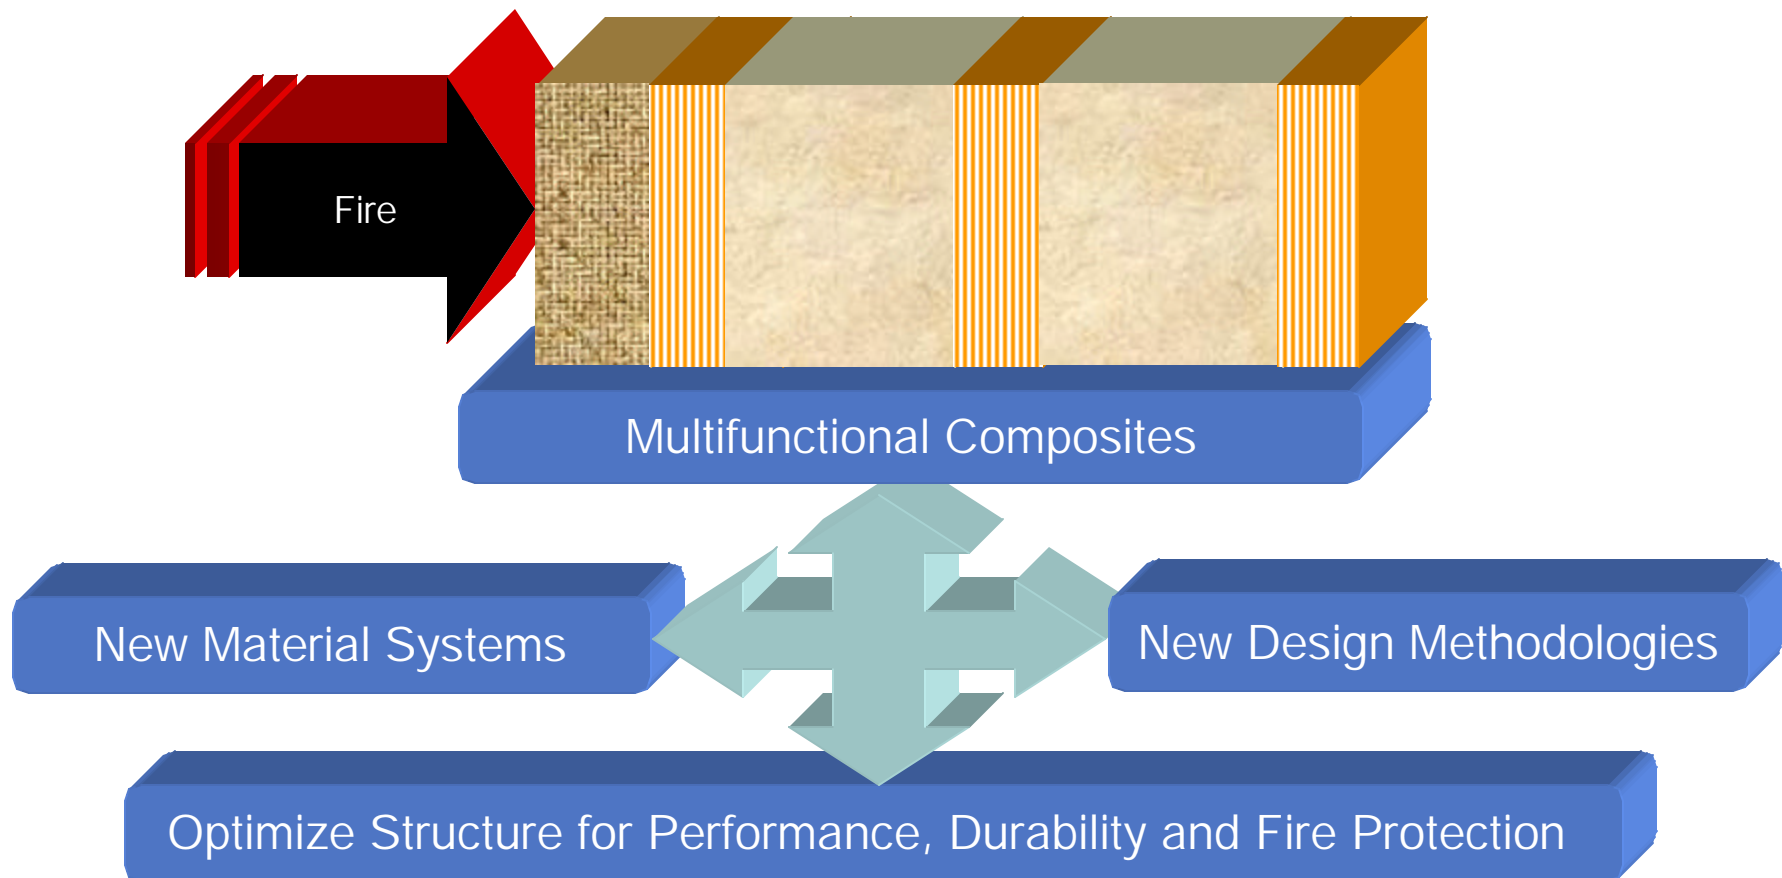 Fire
Multifunctional Composites
New Material Systems
New Design Methodologies
Optimize Structure for Performance, Durability and Fire Protection